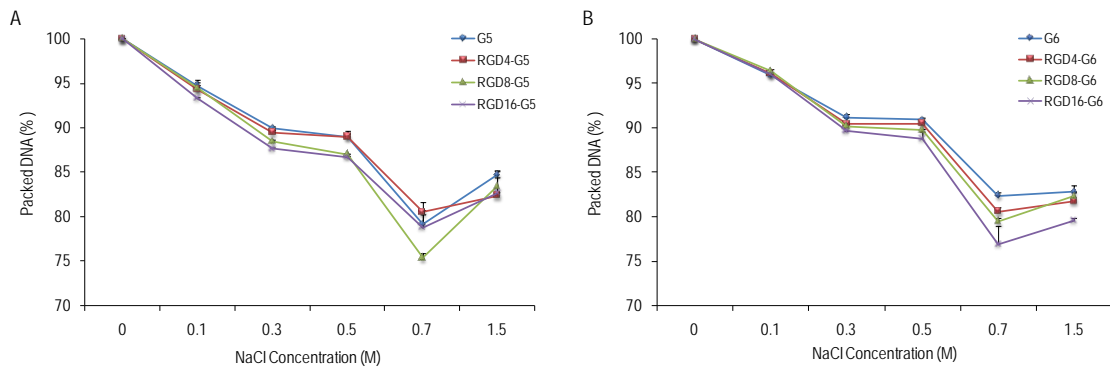 A
G5
RGD4-G5
RGD8-G5
RGD16-G5
100
95
90
85
80
75
70
Packed DNA (% )
0 0.1 0.3 0.5 0.7 1.5
NaCl Concentration (M)
B
G6
RGD4-G6
RGD8-G6
RGD16-G6
100
95
90
85
80
75
70
Packed DNA (% )
0 0.1 0.3 0.5 0.7 1.5
NaCl Concentration (M)